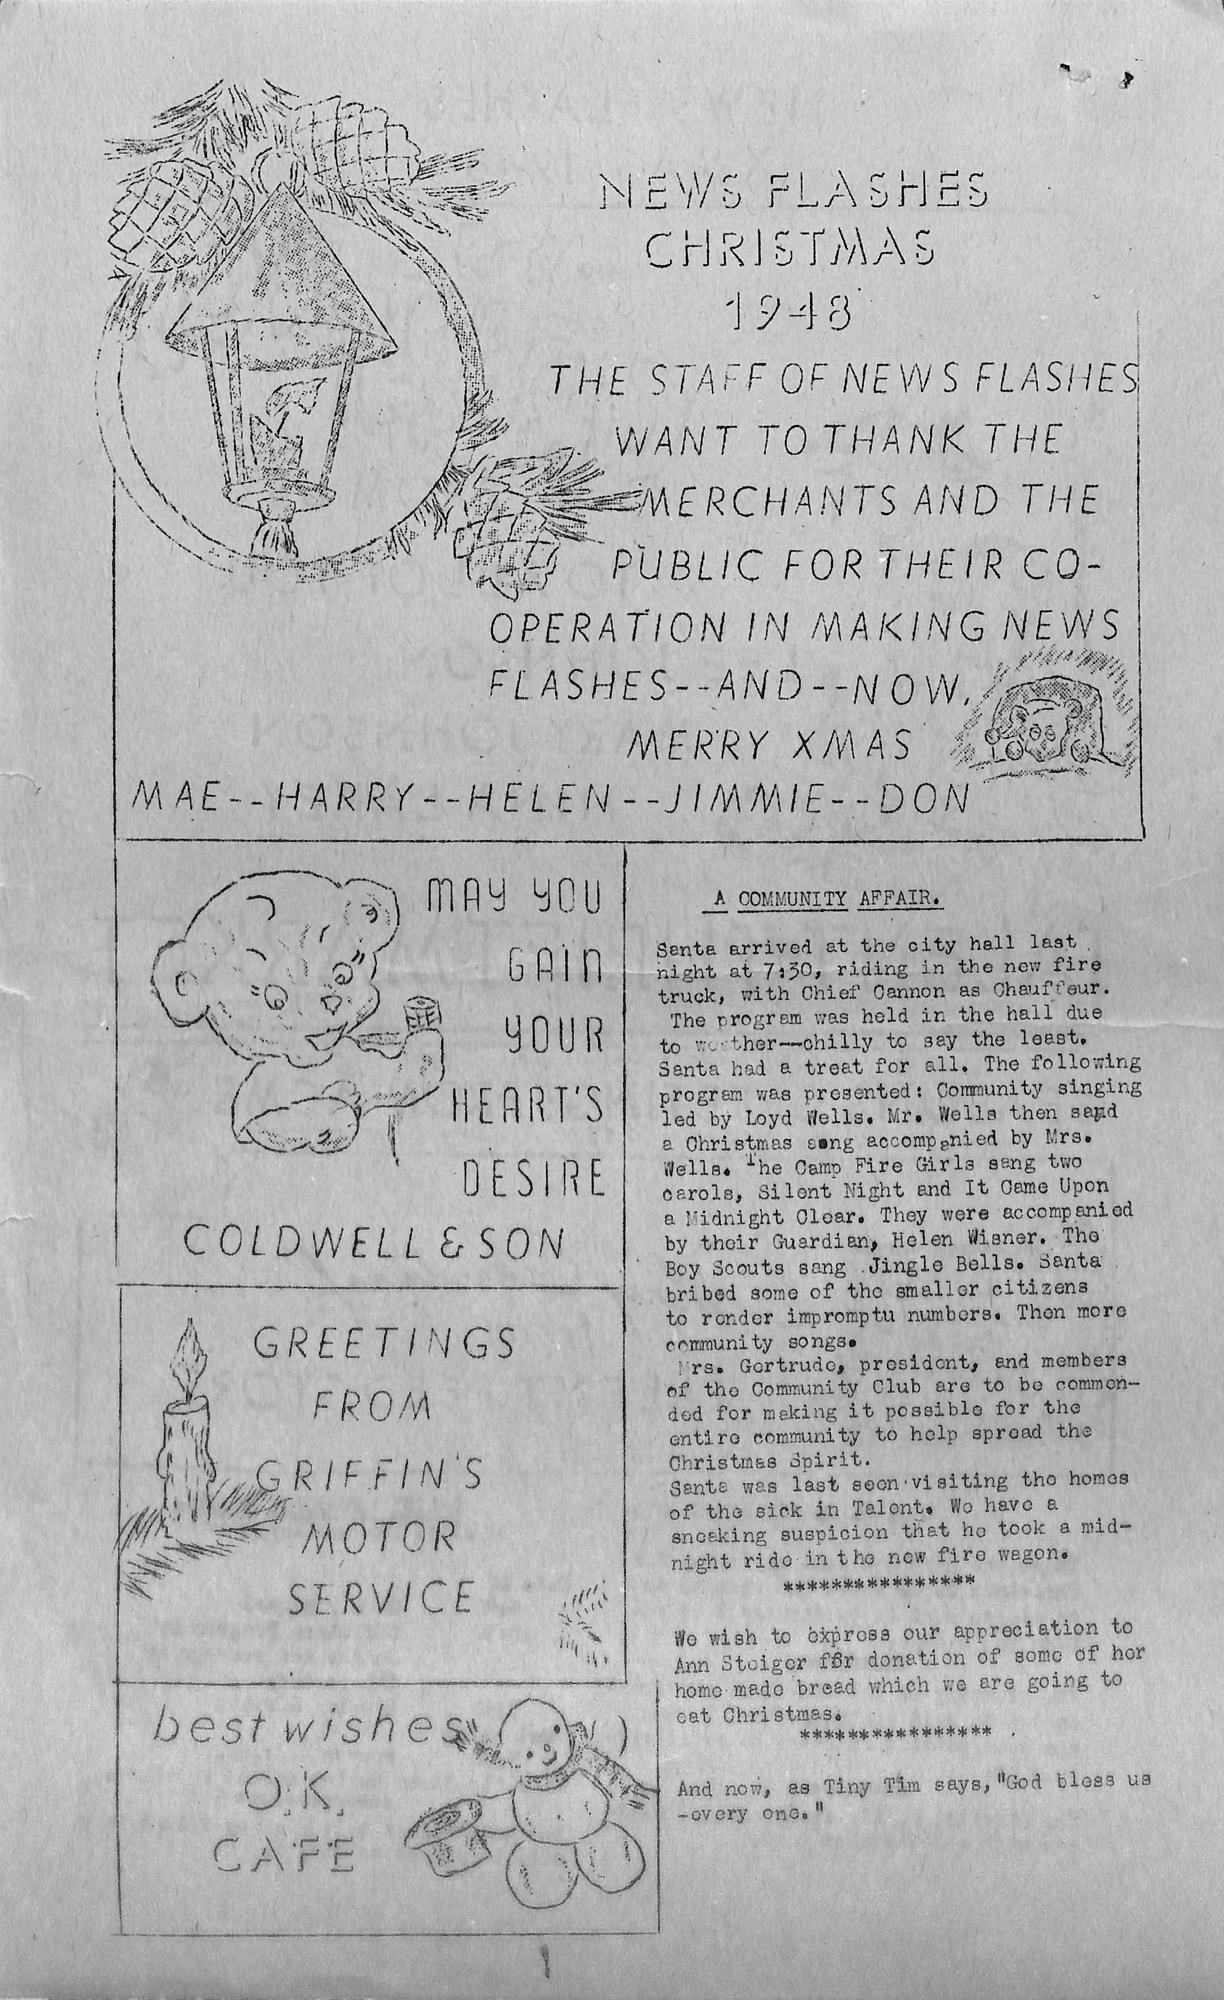 NEWS FLASHES
CHRISTMAS
1948
THE STAFF OF NEWS FLASHES
WANT TO THANK THE
MERCHANTS AND THE
PUBLIC FOR THEIR CO-
OPERATION IN MAKING NEWS
FLASHES--AND--NOW,
MERRY XMAS
MAE--HARRY--HELEN--JIMMIE--DON
MAY YOU
GAIN
YOUR
HEART'S
DESIRE
COLDWELL & SON
GREETINGS
FROM
GRIFFIN'S
MOTOR
SERVICE
best wishes
O.K.
CAFE
A COMMUNITY AFFAIR.
Santa arrived at the city hall last
night at 7:30, riding in the new fire
truck, with Chief Cannon as Chauffeur.
The program was held in the hall due
to weather--chilly to say the least.
Santa had a treat for all. The following
program was presented: Community singing
led by Loyd Wells. Mr. Wells then
a Christmas song accompanied by Mrs.
Wells. The Camp Fire Girls sang two
carols, Silent Night and It Came Upon
a Midnight Clear. They were accompanied
by their Guardian, Helen Wisner. The
Boy Scouts sang Jingle Bells. Santa
bribed some of the smaller citizens
to render impromptu numbers. Then more
community songs.
Mrs. Gertrude, president, and members
of the Community Club are to be commen-
ded for making it possible for the
entire community to help spread the
Christmas Spirit.
Santa was last seen visiting the homes
of the sick in Talent. We have a
sneaking suspicion that he took a mid-
night ride in the new fire wagon.
****************
We wish to express our appreciation to
Ann Steiger for donation of some of her
home made bread which we are going to
eat Christmas.
****************
And now, as Tiny Tim says, "God bless us
-every one."